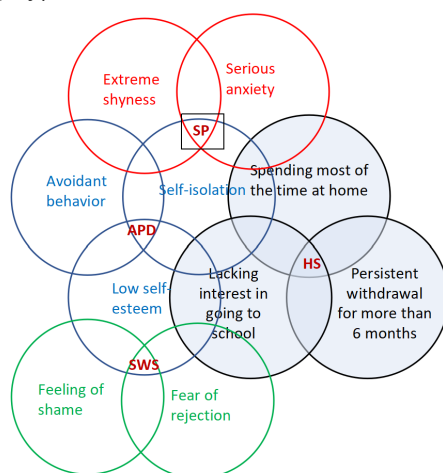 Extreme
shyness
Serious
anxiety
SP
Avoidant
behavior
Self-isolation
Spending most of
the time at home
APD
HS
Low self-
esteem
Lacking
interest in
going to
school
Persistent
withdrawal
for more than
6 months
SWS
Feeling of
shame
Fear of
rejection